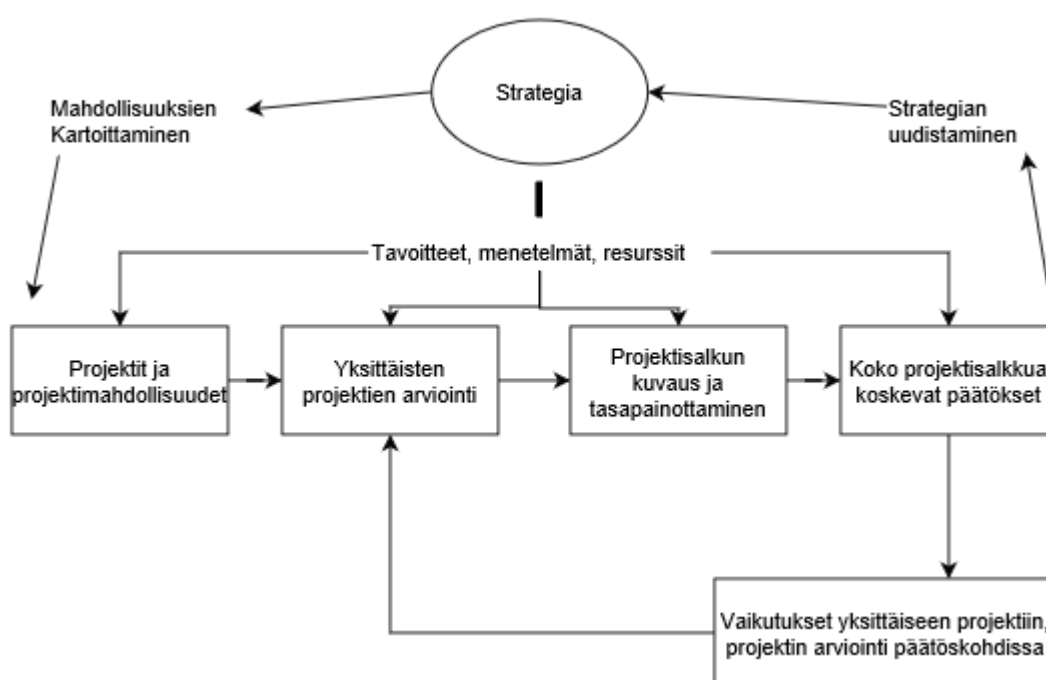 Strategia
Mahdollisuuksien
Kartoittaminen
Strategian
uudistaminen
Tavoitteet, menetelmät, resurssit
Projektit ja
projektimahdollisuudet
Yksittäisten
projektien arviointi
Projektisalkun
kuvaus ja
tasapainottaminen
Koko projektisalkkua
koskevat päätökset
Vaikutukset yksittäiseen projektiin,
projektin arviointi päätöskohdissa